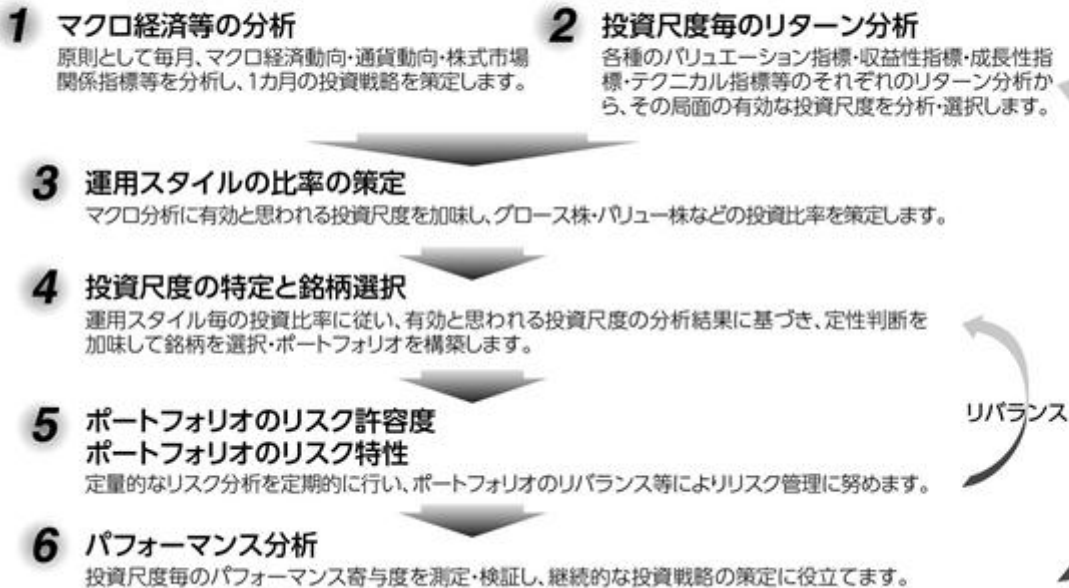 1 マクロ経済等の分析
原則として毎月、マクロ経済動向・通貨動向・株式市場
関係指標等を分析し、1カ月の投資戦略を策定します。
2 投資尺度毎のリターン分析
各種のバリュエーション指標・収益性指標・成長性指
標・テクニカル指標等のそれぞれのリターン分析か
ら、その局面の有効な投資尺度を分析・選択します。
3 運用スタイルの比率の策定
マクロ分析に有効と思われる投資尺度を加味し、グロース株・バリュー株などの投資比率を策定します。
4 投資尺度の特定と銘柄選択
運用スタイル毎の投資比率に従い、有効と思われる投資尺度の分析結果に基づき、定性判断を
加味して銘柄を選択・ポートフォリオを構築します。
5 ポートフォリオのリスク許容度
ポートフォリオのリスク特性
定量的なリスク分析を定期的に行い、ポートフォリオのリバランス等によりリスク管理に努めます。
リバランス
6 パフォーマンス分析
投資尺度毎のパフォーマンス寄与度を測定・検証し、継続的な投資戦略の策定に役立てます。